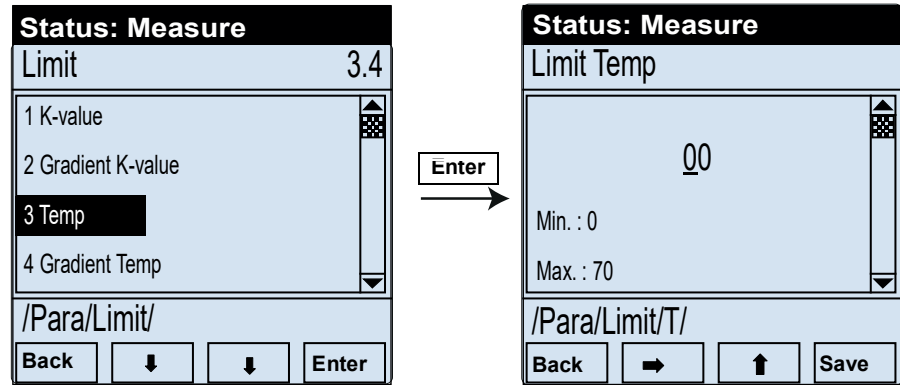 Status: Measure
Limit 3.4
1 K-value
2 Gradient K-value
3 Temp
4 Gradient Temp
/Para/Limit/
Back ⬇ ⬇ Enter
Enter
Status: Measure
Limit Temp
00
Min. : 0
Max. : 70
/Para/Limit/T/
Back ➡ ⬆ Save